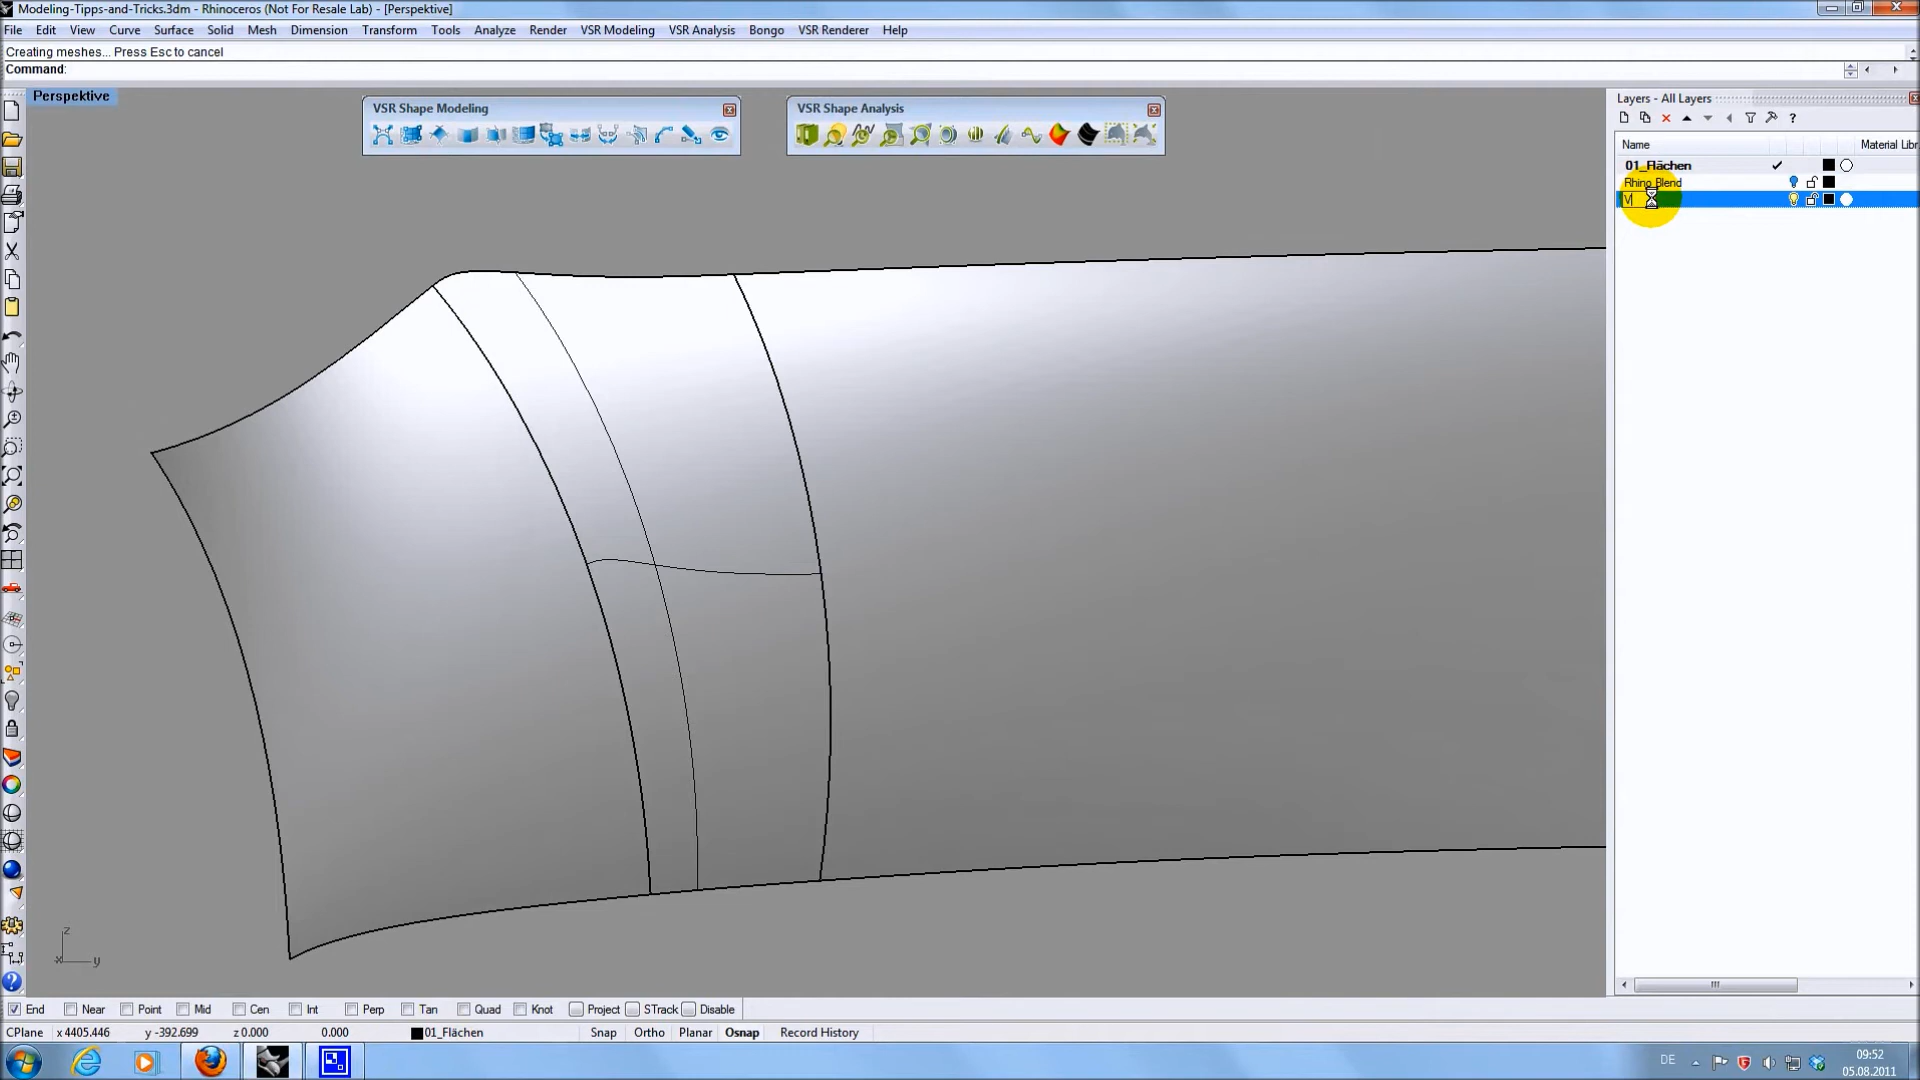 Modeling-Tipps-and-Tricks.3dm - Rhinoceros (Not For Resale Lab) - [Perspektive]
File Edit View Curve Surface Solid Mesh Dimension Transform Tools Analyze Render VSR Modeling VSR Analysis Bongo VSR Renderer Help
Creating meshes... Press Esc to cancel
Command:
Perspektive
VSR Shape Modeling
VSR Shape Analysis
Layers - All Layers
Name Material Libr
01_Flächen
Rhino Blend
V
z
x y
End Near Point Mid Cen Int Perp Tan Quad Knot Project STrack Disable
CPlane x 4405.446 y -392.699 z 0.000 0.000 01_Flächen Snap Ortho Planar Osnap Record History
DE
09:52
05.08.2011